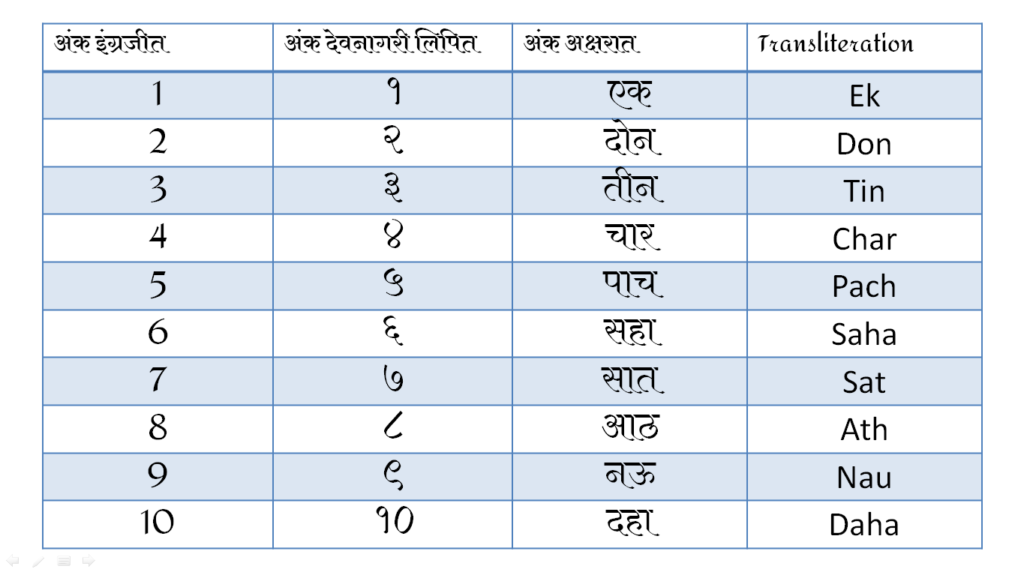 अंक इंग्रजीत अंक देवनागरी लिपित अंक अक्षरात Transliteration
1 १ एक Ek
2 २ दोन Don
3 ३ तीन Tin
4 ४ चार Char
5 ५ पाच Pach
6 ६ सहा Saha
7 ७ सात Sat
8 ८ आठ Ath
9 ९ नऊ Nau
10 १० दहा Daha